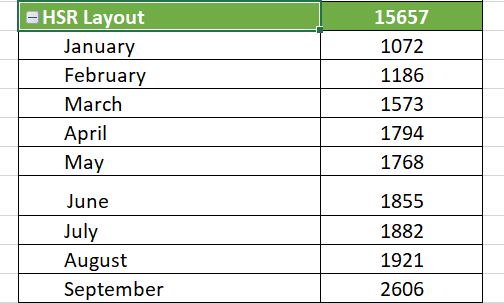 HSR Layout 15657
January 1072
February 1186
March 1573
April 1794
May 1768
June 1855
July 1882
August 1921
September 2606